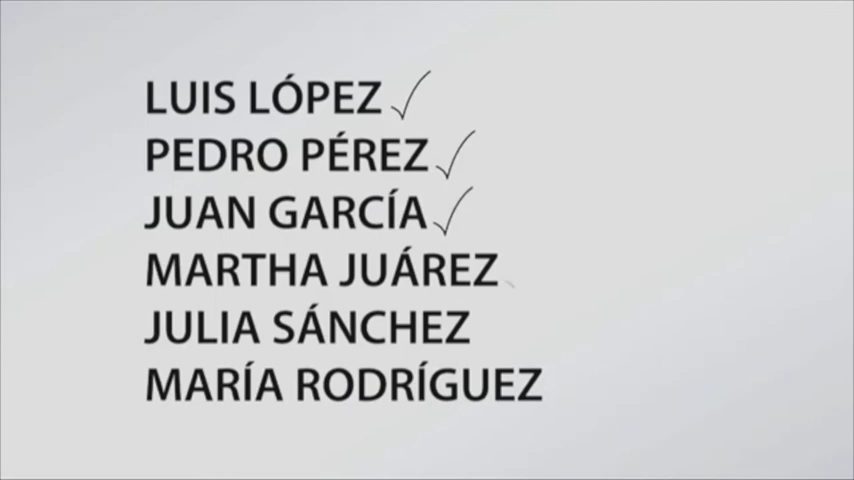 LUIS LÓPEZ ✓
PEDRO PÉREZ ✓
JUAN GARCÍA ✓
MARTHA JUÁREZ
JULIA SÁNCHEZ
MARÍA RODRÍGUEZ